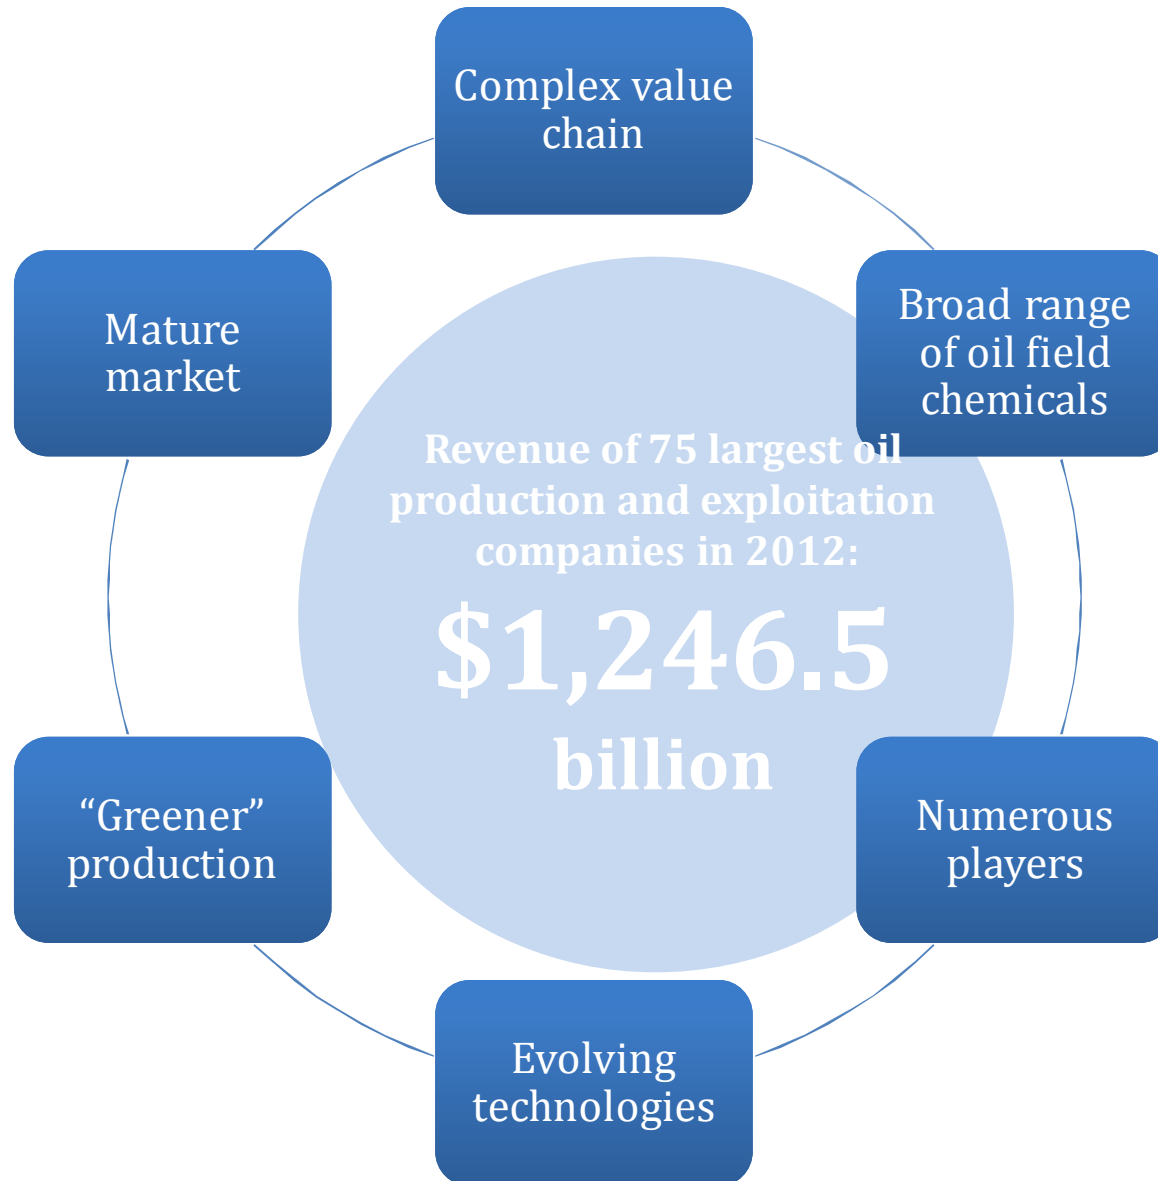 Complex value
chain
Broad range
of oil field
chemicals
Numerous
players
Evolving
technologies
“Greener”
production
Mature
market
Revenue of 75 largest oil
production and exploitation
companies in 2012:
$1,246.5
billion